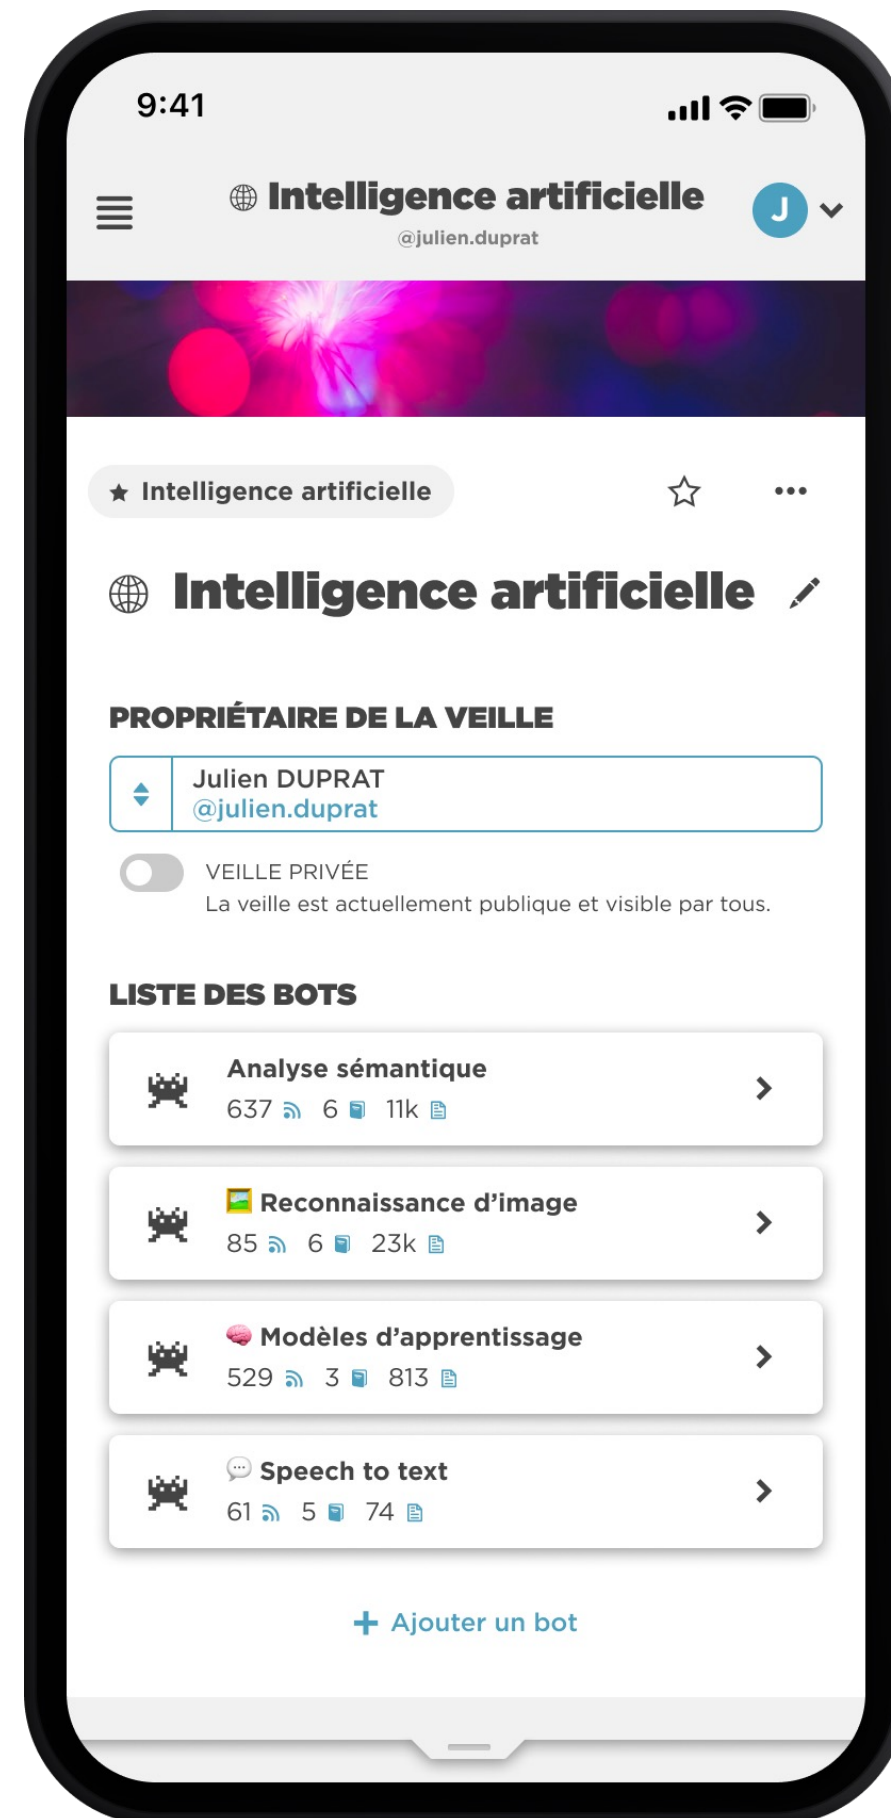 9:41
Intelligence artificielle
J
@julien.duprat
Intelligence artificielle
Intelligence artificielle
PROPRIÉTAIRE DE LA VEILLE
Julien DUPRAT
@julien.duprat
VEILLE PRIVÉE
La veille est actuellement publique et visible par tous.
LISTE DES BOTS
Analyse sémantique
637 6 11k
Reconnaissance d’image
85 6 23k
Modèles d’apprentissage
529 3 813
Speech to text
61 5 74
+ Ajouter un bot